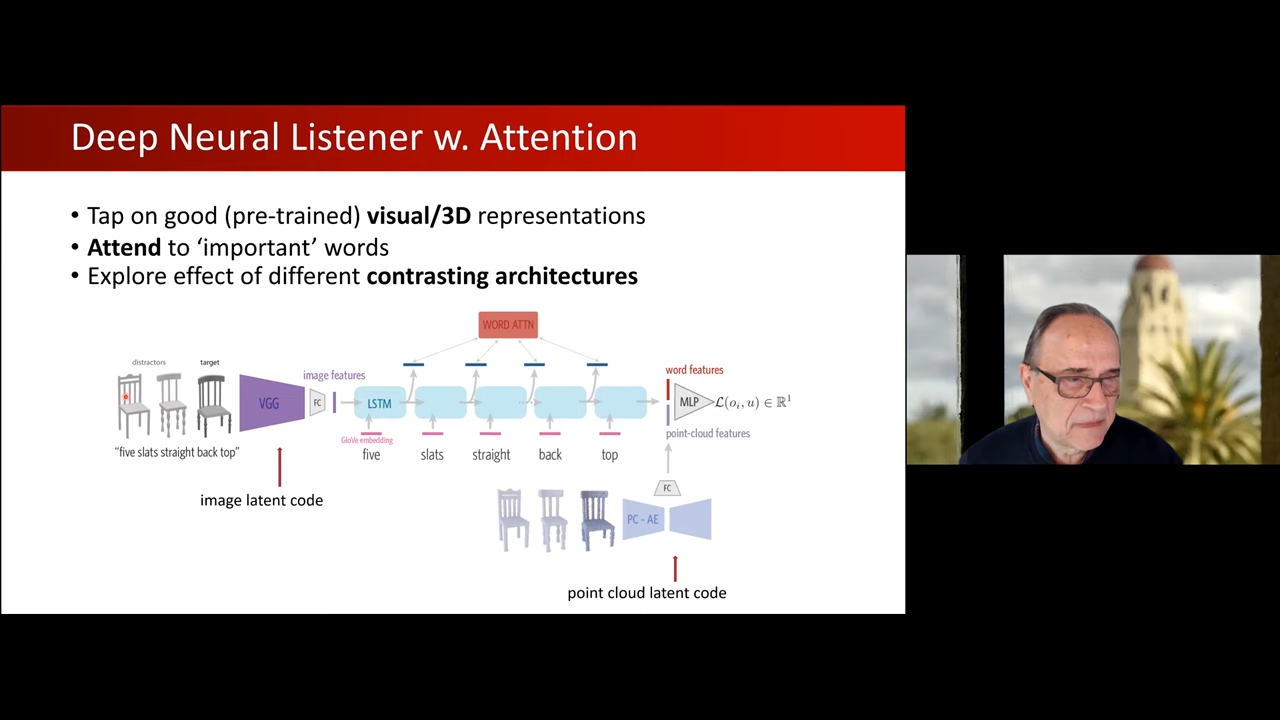 Deep Neural Listener w. Attention
• Tap on good (pre-trained) visual/3D representations
• Attend to ‘important’ words
• Explore effect of different contrasting architectures
WORD ATTN
distractors
target
image features
word features
VGG
FC
LSTM
MLP
L(oᵢ, u) ∈ ℝ¹
GloVe embedding
point-cloud features
"five slats straight back top"
five
slats
straight
back
top
image latent code
FC
PC - AE
point cloud latent code